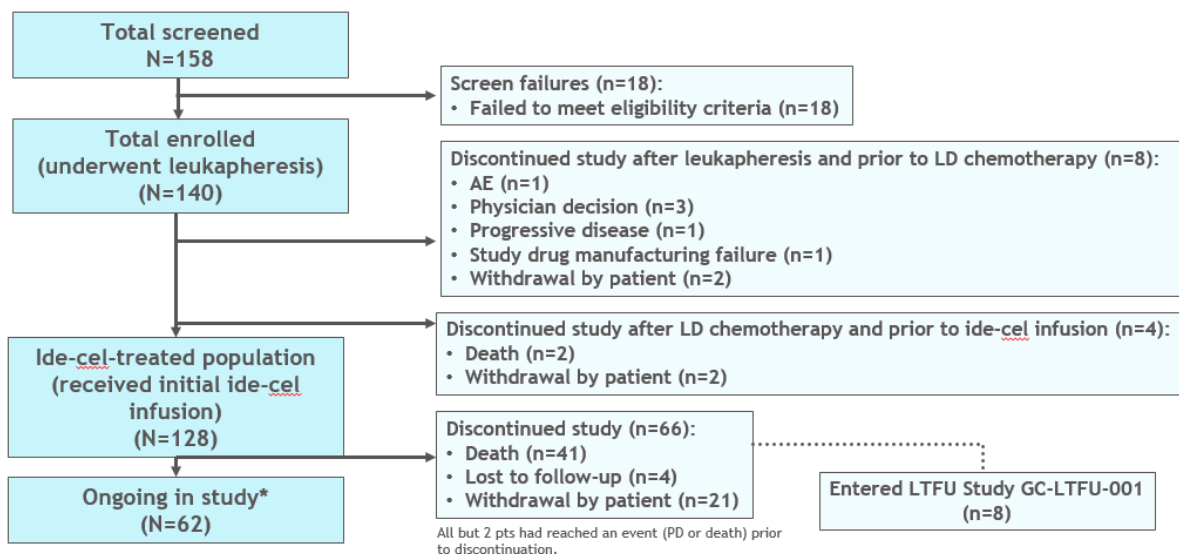 Total screened
N=158
Screen failures (n=18):
• Failed to meet eligibility criteria (n=18)
Total enrolled
(underwent leukapheresis)
(N=140)
Discontinued study after leukapheresis and prior to LD chemotherapy (n=8):
• AE (n=1)
• Physician decision (n=3)
• Progressive disease (n=1)
• Study drug manufacturing failure (n=1)
• Withdrawal by patient (n=2)
Discontinued study after LD chemotherapy and prior to ide-cel infusion (n=4):
• Death (n=2)
• Withdrawal by patient (n=2)
Ide-cel-treated population
(received initial ide-cel
infusion)
(N=128)
Discontinued study (n=66):
• Death (n=41)
• Lost to follow-up (n=4)
• Withdrawal by patient (n=21)
Entered LTFU Study GC-LTFU-001
(n=8)
Ongoing in study*
(N=62)
All but 2 pts had reached an event (PD or death) prior
to discontinuation.